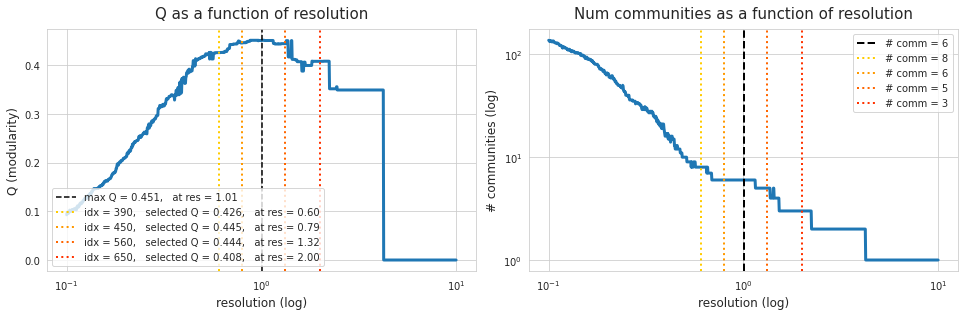 Q as a function of resolution
Q (modularity)
0.4
0.3
0.2
0.1
0.0
max Q = 0.451,   at res = 1.01
idx = 390,   selected Q = 0.426,   at res = 0.60
idx = 450,   selected Q = 0.445,   at res = 0.79
idx = 560,   selected Q = 0.444,   at res = 1.32
idx = 650,   selected Q = 0.408,   at res = 2.00
10⁻¹ 10⁰ 10¹
resolution (log)
Num communities as a function of resolution
# communities (log)
10²
10¹
10⁰
# comm = 6
# comm = 8
# comm = 6
# comm = 5
# comm = 3
10⁻¹ 10⁰ 10¹
resolution (log)